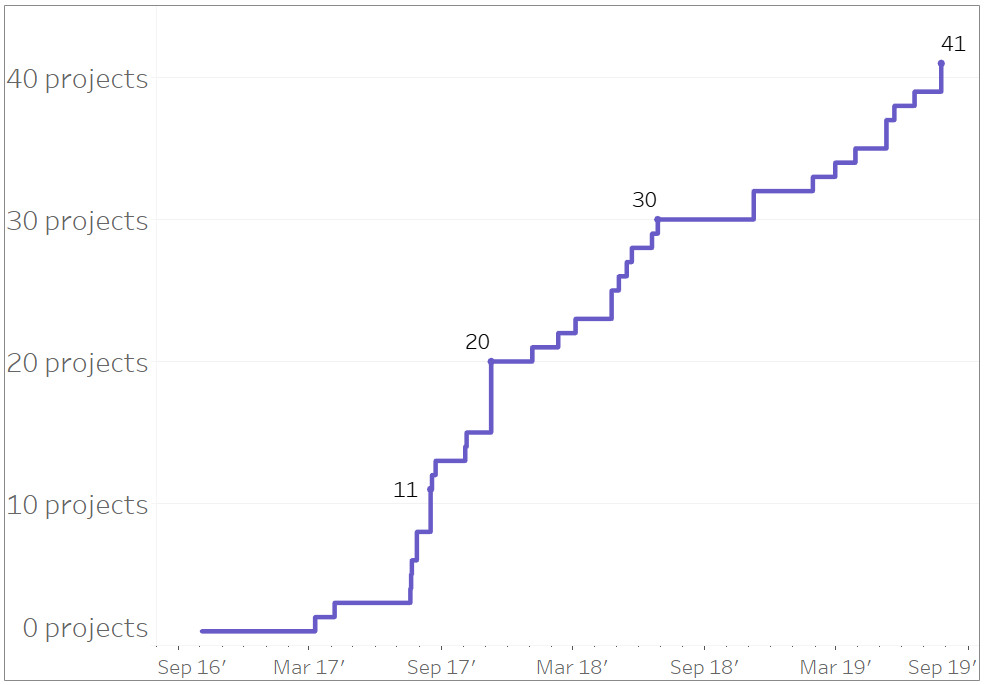 41
40 projects
30
30 projects
20
20 projects
11
10 projects
0 projects
Sep 16′ Mar 17′ Sep 17′ Mar 18′ Sep 18′ Mar 19′ Sep 19′